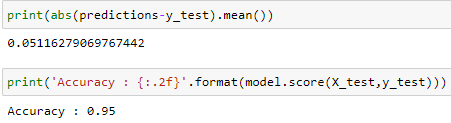 print(abs(predictions-y_test).mean())
0.05116279069767442
print('Accuracy : {:.2f}'.format(model.score(X_test,y_test)))
Accuracy : 0.95